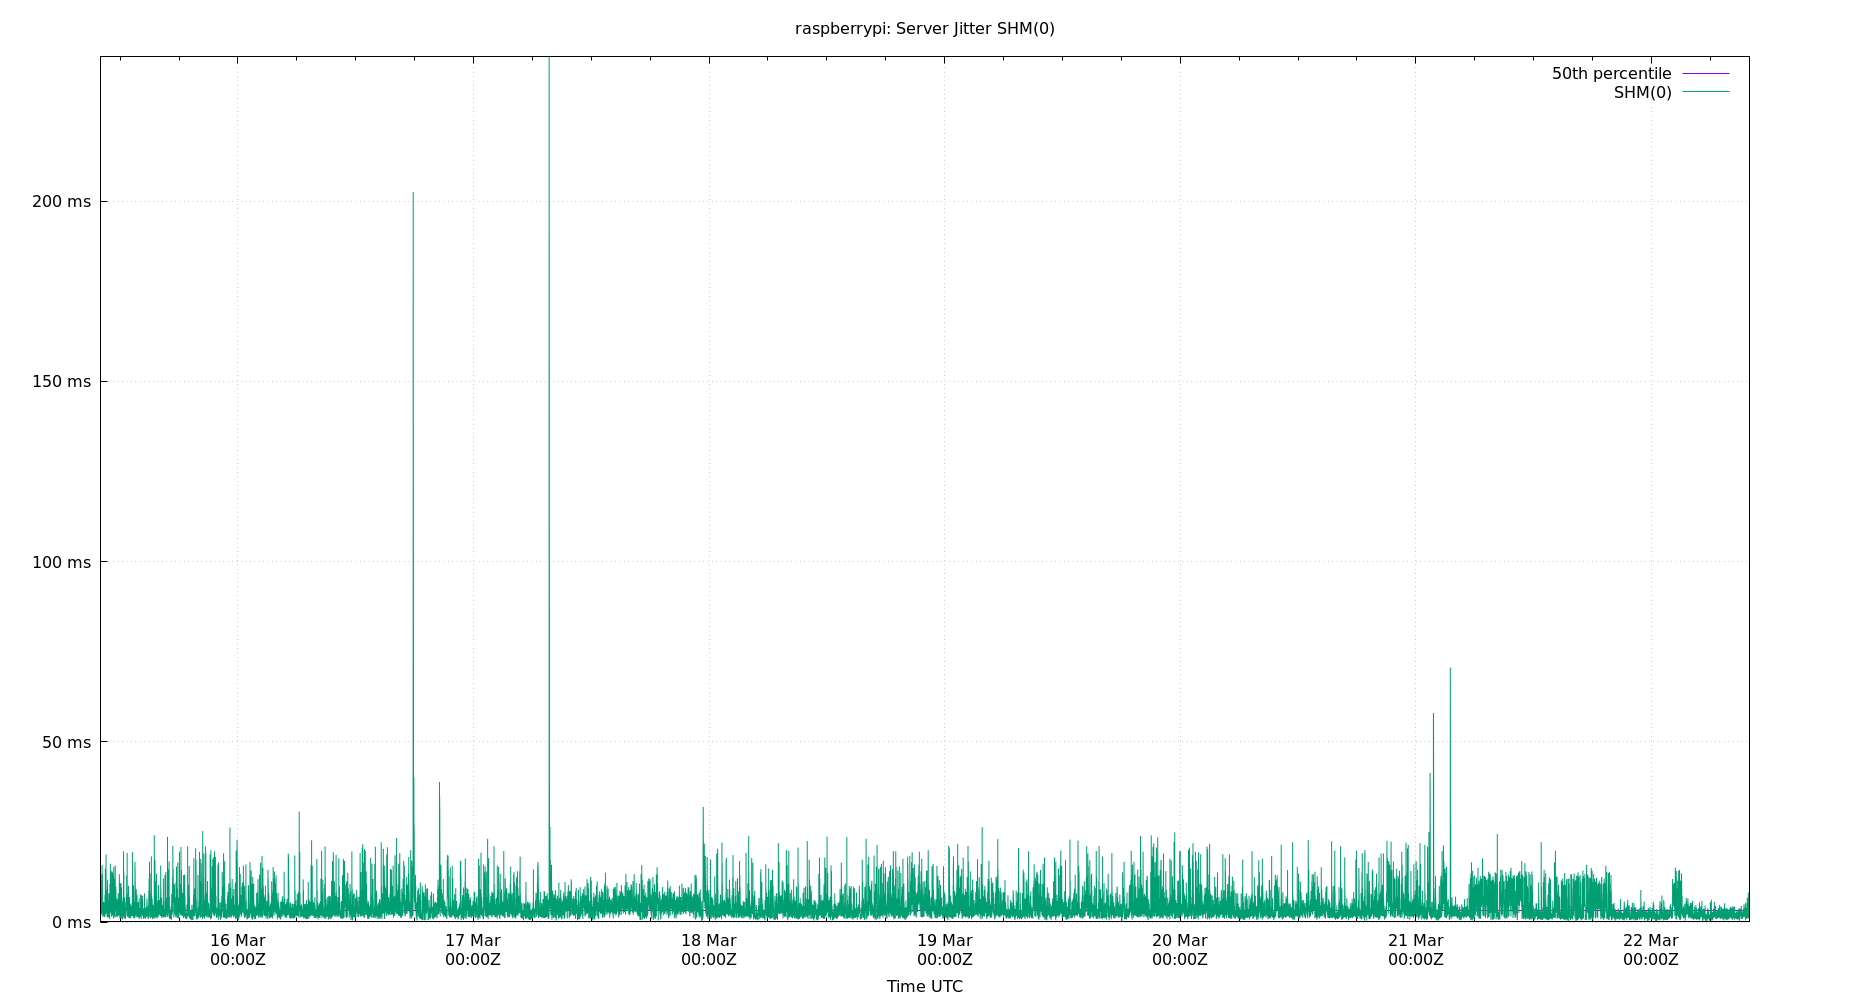 raspberrypi: Server Jitter SHM(0)
50th percentile
SHM(0)
200 ms
150 ms
100 ms
50 ms
0 ms
16 Mar 17 Mar 18 Mar 19 Mar 20 Mar 21 Mar 22 Mar
00:00Z 00:00Z 00:00Z 00:00Z 00:00Z 00:00Z 00:00Z
Time UTC